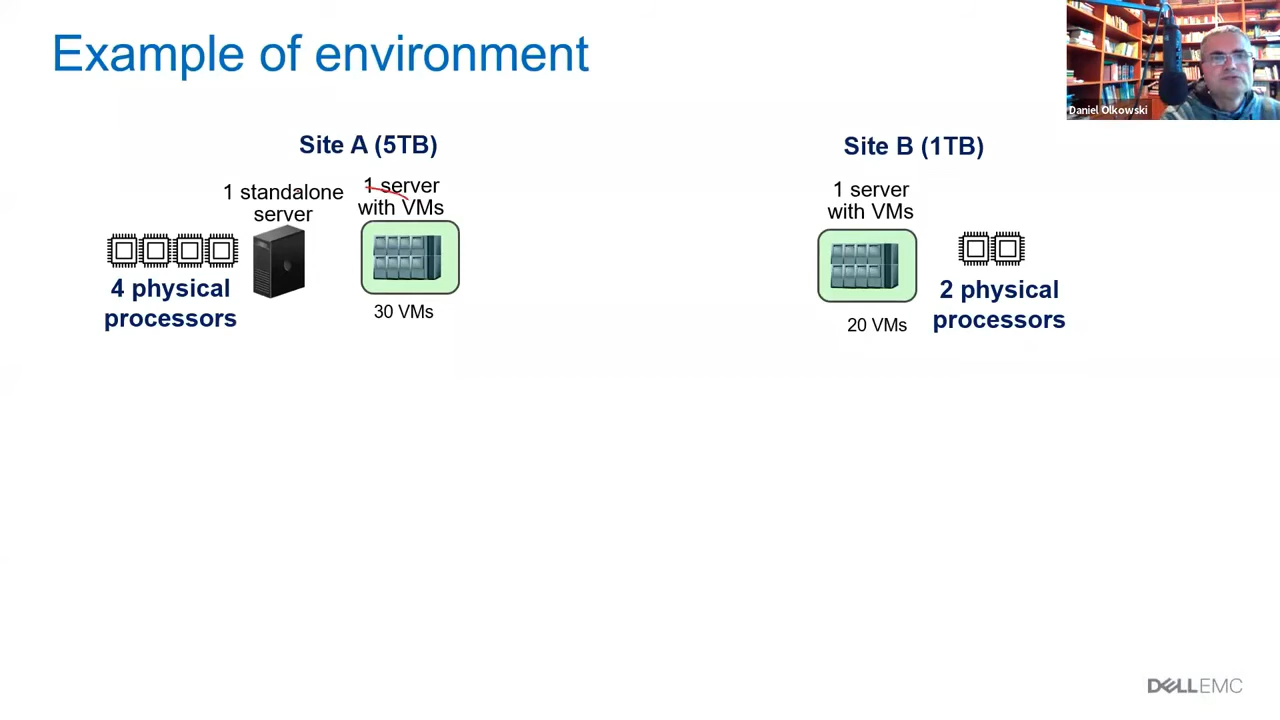 Example of environment
Daniel Olkowski
Site A (5TB)
1 standalone
server
1 server
with VMs
4 physical
processors
30 VMs
Site B (1TB)
1 server
with VMs
20 VMs
2 physical
processors
DELLEMC